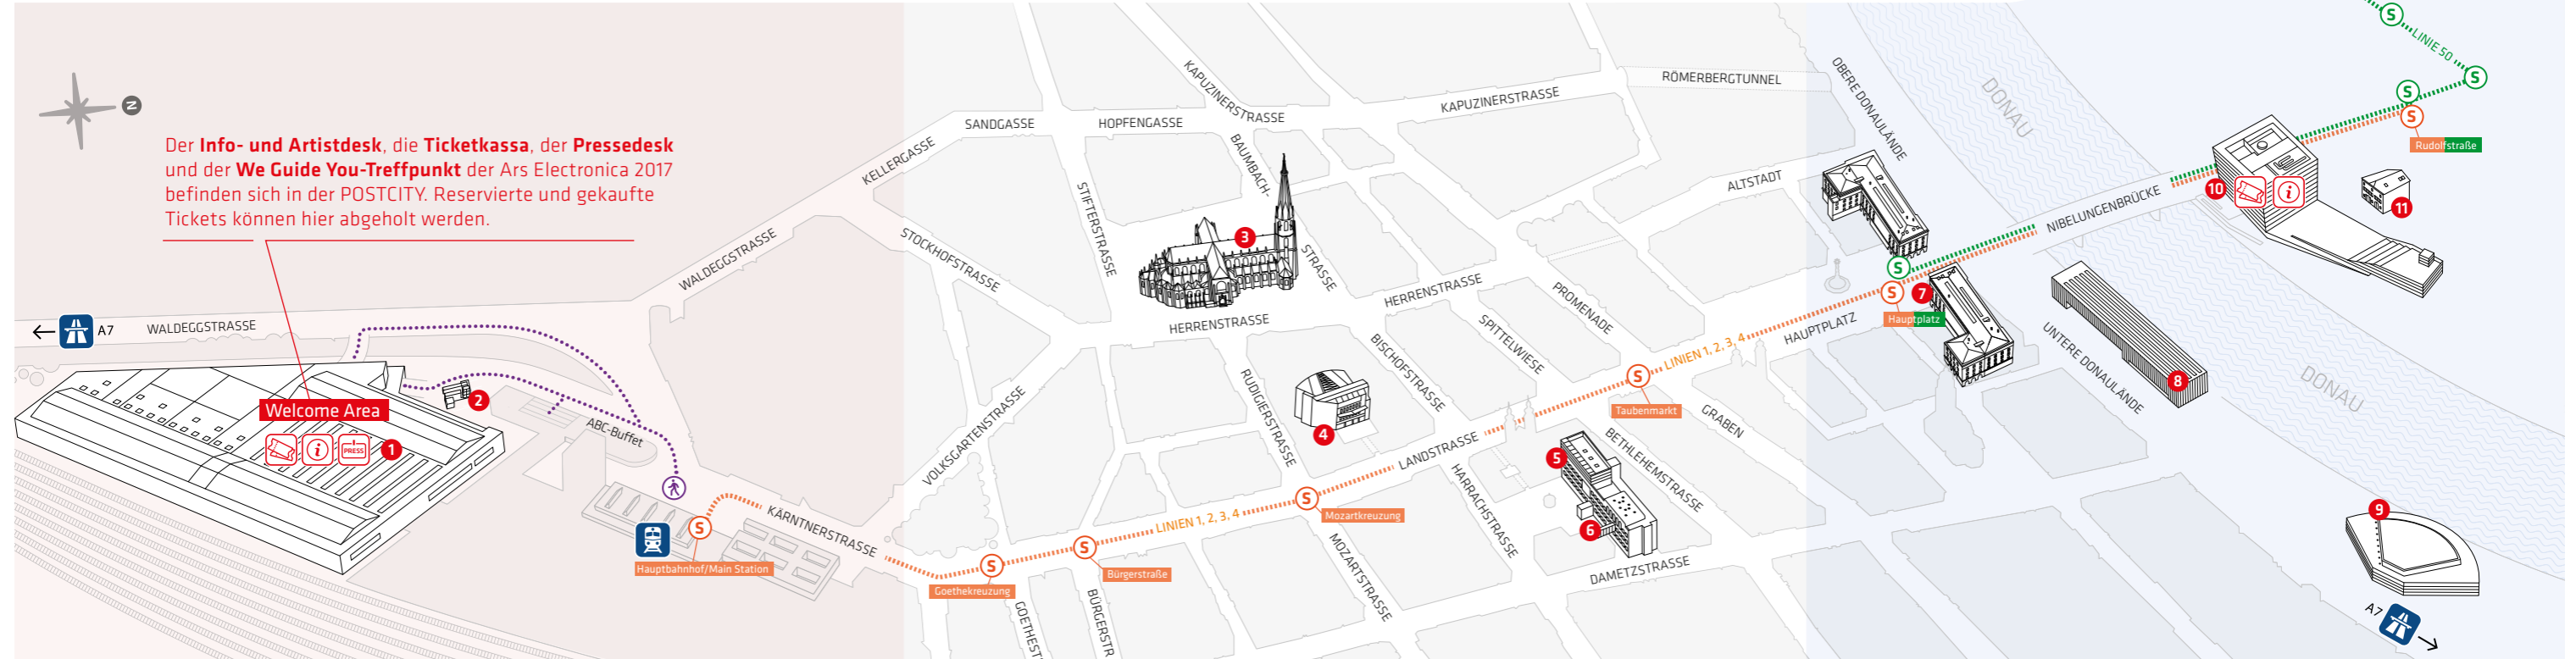 Der Info- und Artistdesk, die Ticketkassa, der Pressedesk
und der We Guide You-Treffpunkt der Ars Electronica 2017
befinden sich in der POSTCITY. Reservierte und gekaufte
Tickets können hier abgeholt werden.
N
A7
WALDEGGSTRASSE
Welcome Area
PRESS
1
2
ABC-Buffet
S
Hauptbahnhof/Main Station
KÄRNTNERSTRASSE
WALDEGGSTRASSE
KELLERGASSE
SANDGASSE
HOPFENGASSE
KAPUZINERSTRASSE
KAPUZINERSTRASSE
RÖMERBERGTUNNEL
STIFTERSTRASSE
BAUMBACH-
STRASSE
STOCKHOFSTRASSE
3
HERRENSTRASSE
HERRENSTRASSE
PROMENADE
SPITTELWIESE
BISCHOFSTRASSE
RUDIGIERSTRASSE
4
VOLKSGARTENSTRASSE
S
Goethekreuzung
GOETHEST
S
Bürgerstraße
BÜRGERSTR
LINIEN 1, 2, 3, 4
S
Mozartkreuzung
MOZARTSTRASSE
LANDSTRASSE
HARRACHSTRASSE
5
6
BETHLEHEMSTRASSE
DAMETZSTRASSE
S
Taubenmarkt
GRABEN
LINIEN 1, 2, 3, 4
HAUPTPLATZ
ALTSTADT
OBERE DONAULÄNDE
S
S
7
Hauptplatz
DONAU
NIBELUNGENBRÜCKE
UNTERE DONAULÄNDE
8
DONAU
10
11
S
LINIE 50
S
S
S
Rudolfstraße
9
A7